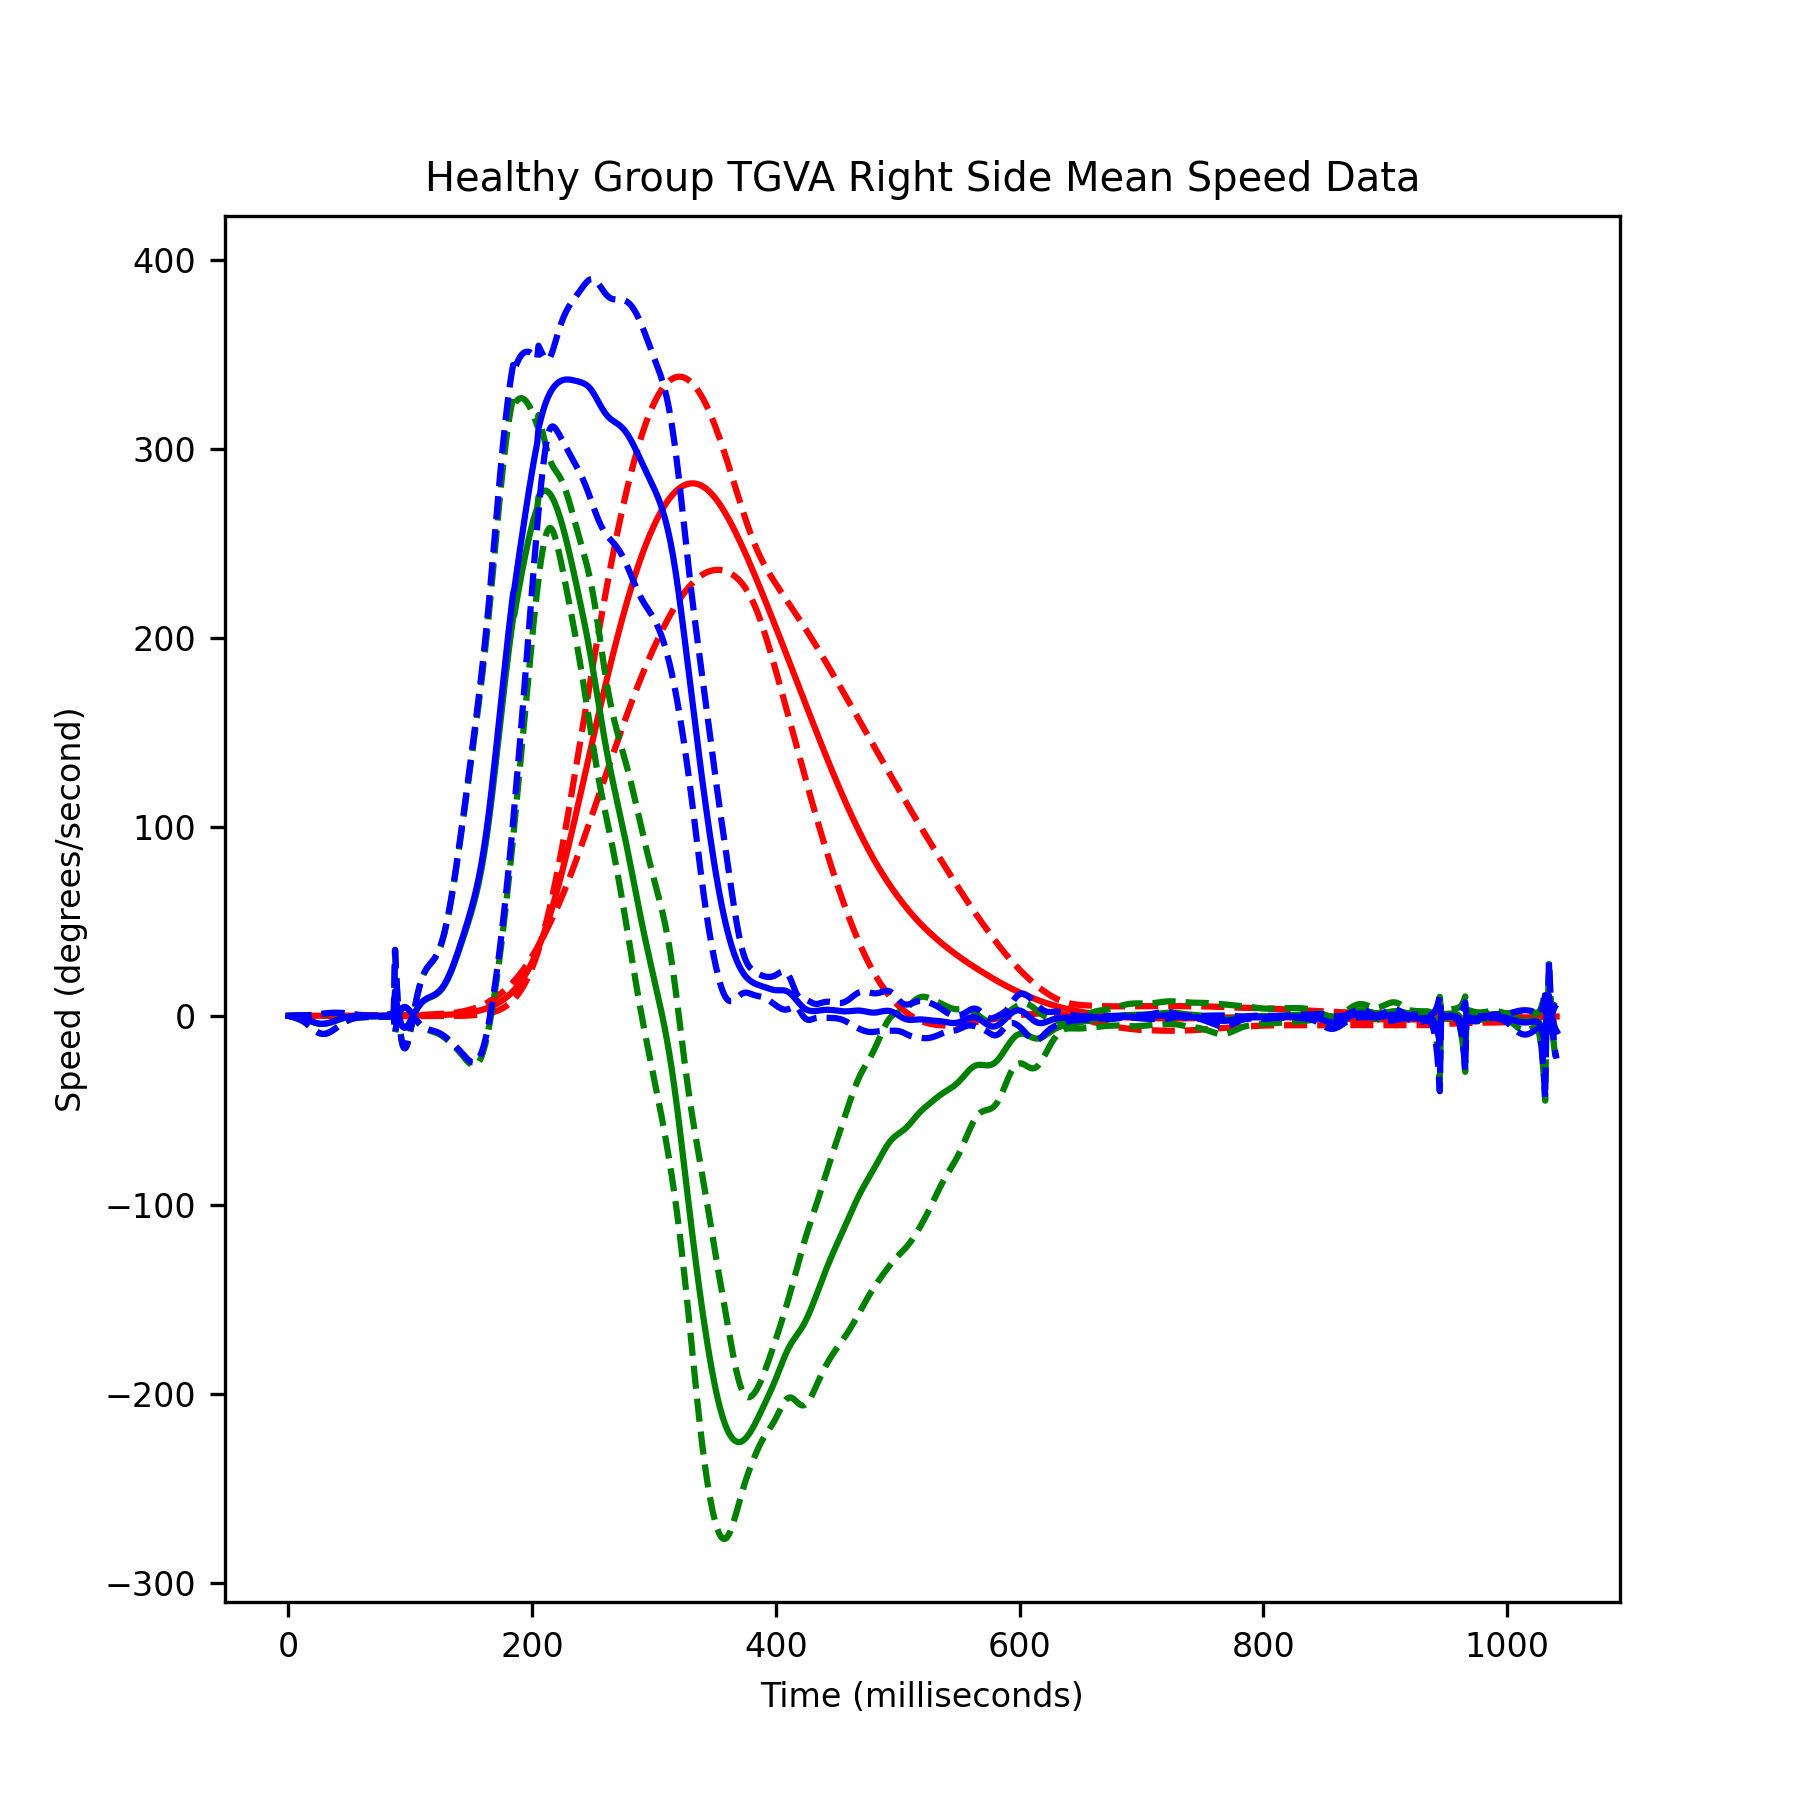 Healthy Group TGVA Right Side Mean Speed Data
400
300
200
100
0
−100
−200
−300
Speed (degrees/second)
0 200 400 600 800 1000
Time (milliseconds)